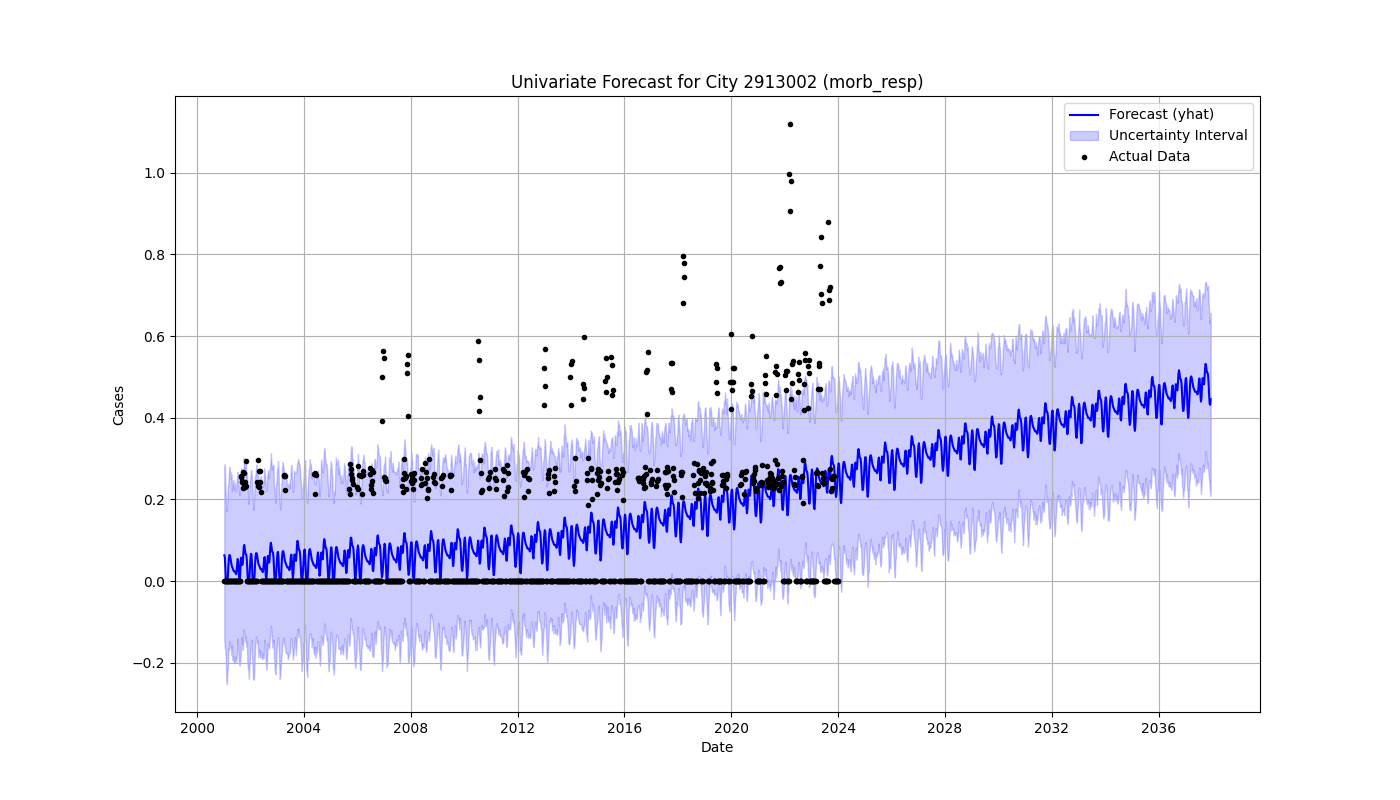 Univariate Forecast for City 2913002 (morb_resp)
Forecast (yhat)
Uncertainty Interval
Actual Data
Cases
1.0
0.8
0.6
0.4
0.2
0.0
−0.2
2000 2004 2008 2012 2016 2020 2024 2028 2032 2036
Date